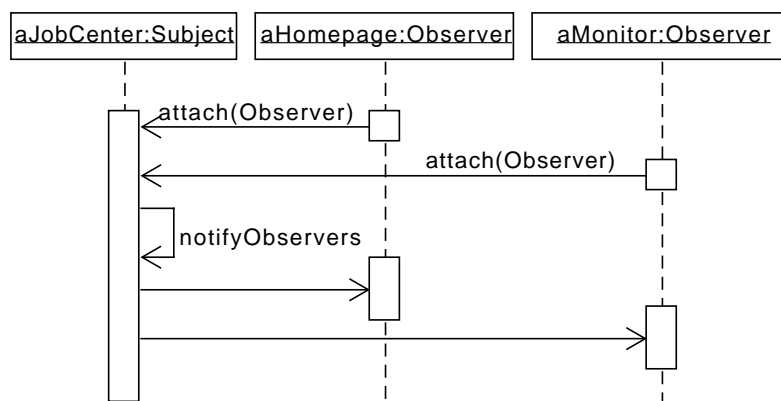 aJobCenter:Subject
aHomepage:Observer
aMonitor:Observer
attach(Observer)
attach(Observer)
notifyObservers